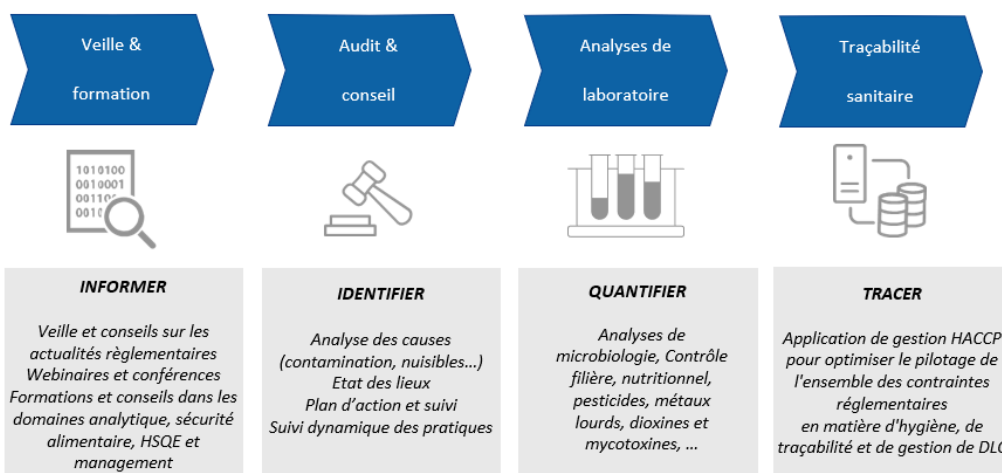 Veille &
formation
Audit &
conseil
Analyses de
laboratoire
Traçabilité
sanitaire
1010100
0010001
INFORMER
Veille et conseils sur les
actualités règlementaires
Webinaires et conférences
Formations et conseils dans les
domaines analytique, sécurité
alimentaire, HSQE et
management
IDENTIFIER
Analyse des causes
(contamination, nuisibles...)
Etat des lieux
Plan d'action et suivi
Suivi dynamique des pratiques
QUANTIFIER
Analyses de
microbiologie, Contrôle
filière, nutritionnel,
pesticides, métaux
lourds, dioxines et
mycotoxines, ...
TRACER
Application de gestion HACCP
pour optimiser le pilotage de
l'ensemble des contraintes
réglementaires
en matière d'hygiène, de
traçabilité et de gestion de DLC